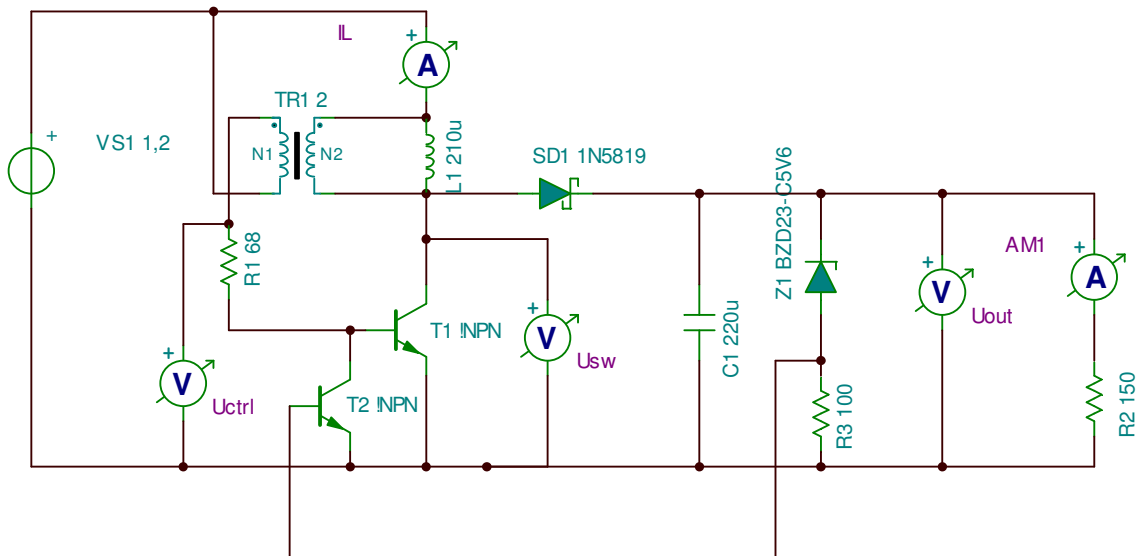 IL
+
A
TR1 2
+
VS1 1,2
N1
N2
L1 210u
SD1 1N5819
R1 68
Z1 BZD23-C5V6
AM1
+
A
+
V
Uout
T1 !NPN
+
V
Usw
C1 220u
+
V
Uctrl
T2 !NPN
R3 100
R2 150